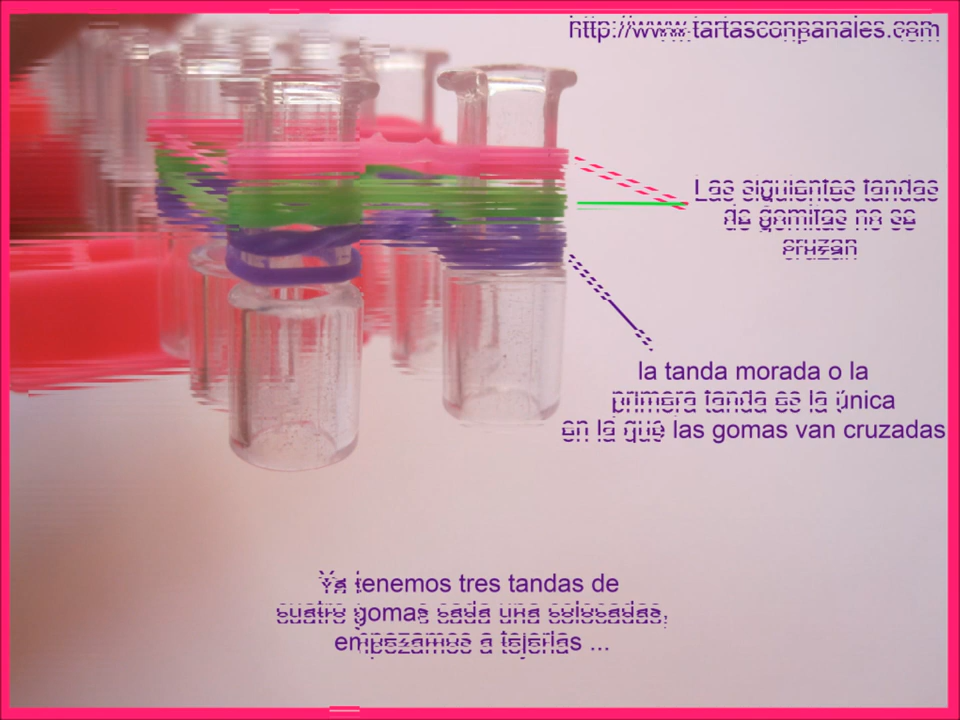 http://www.tartasconpanales.com
Las siguientes tandas
de gomitas no se
cruzan
la tanda morada o la
primera tanda es la única
en la que las gomas van cruzadas
Ya tenemos tres tandas de
cuatro gomas cada una colocadas,
empezamos a tejerlas ...